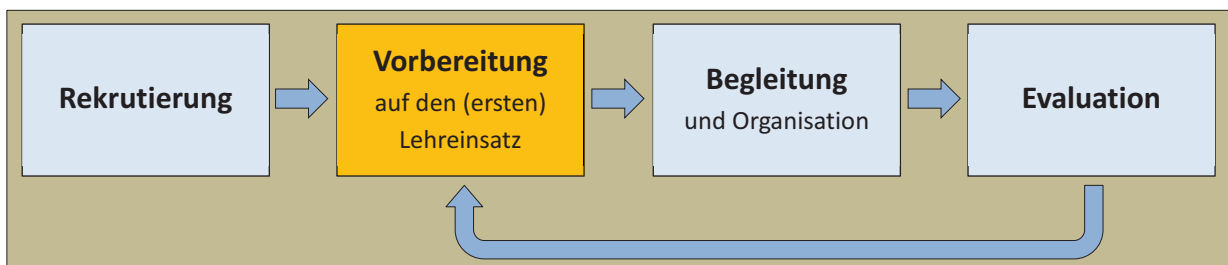 Rekrutierung
Vorbereitung
auf den (ersten)
Lehreinsatz
Begleitung
und Organisation
Evaluation